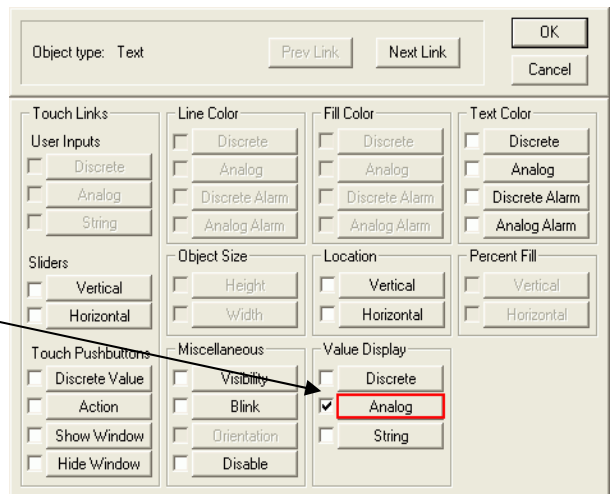 Object type: Text
Prev Link
Next Link
OK
Cancel
Touch Links
User Inputs
Discrete
Analog
String
Sliders
Vertical
Horizontal
Touch Pushbuttons
Discrete Value
Action
Show Window
Hide Window
Line Color
Discrete
Analog
Discrete Alarm
Analog Alarm
Object Size
Height
Width
Miscellaneous
Visibility
Blink
Orientation
Disable
Fill Color
Discrete
Analog
Discrete Alarm
Analog Alarm
Location
Vertical
Horizontal
Value Display
Discrete
Analog
String
Text Color
Discrete
Analog
Discrete Alarm
Analog Alarm
Percent Fill
Vertical
Horizontal